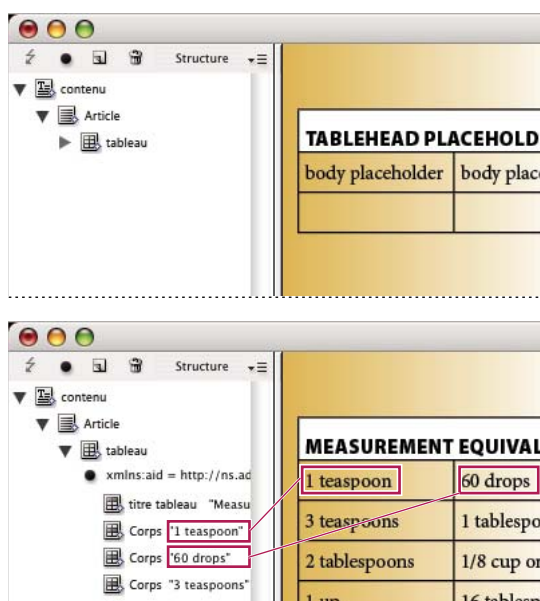 Structure
contenu
Article
tableau
TABLEHEAD PLACEHOLD
body placeholder body place
Structure
contenu
Article
tableau
xmlns:aid = http://ns.ad
titre tableau "Measu
Corps "1 teaspoon"
Corps "60 drops"
Corps "3 teaspoons"
MEASUREMENT EQUIVAL
1 teaspoon 60 drops
3 teaspoons 1 tablespo
2 tablespoons 1/8 cup or
16 tablesp